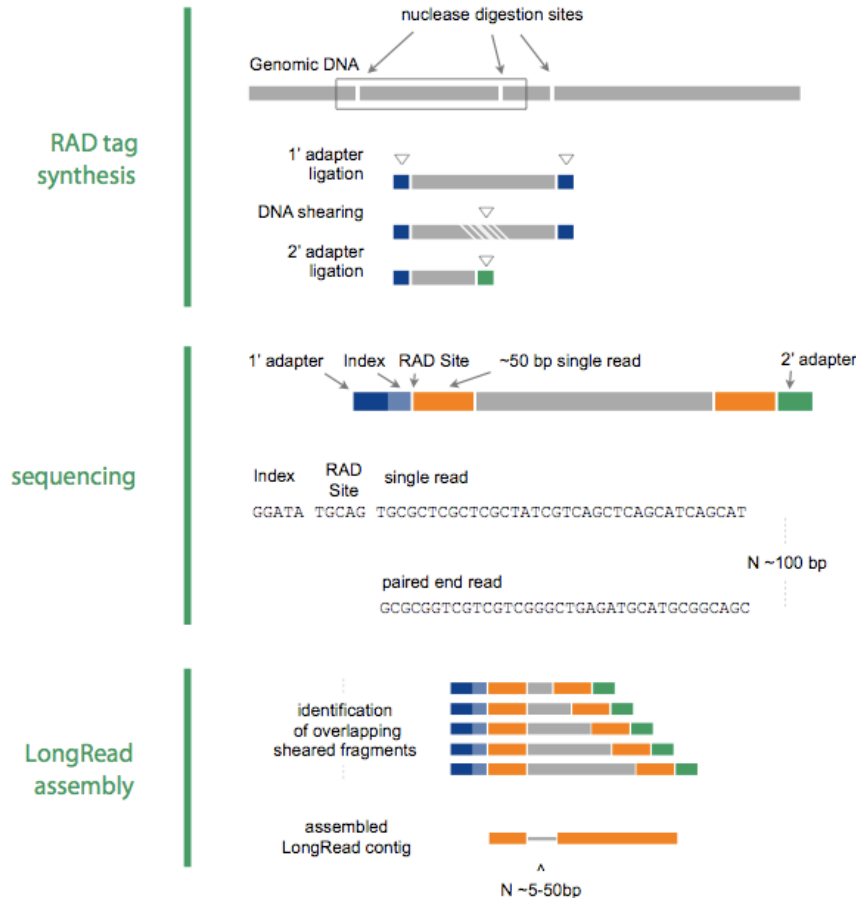 nuclease digestion sites
Genomic DNA
RAD tag
synthesis
1' adapter
ligation
DNA shearing
2' adapter
ligation
1' adapter Index RAD Site ~50 bp single read 2' adapter
sequencing
Index RAD
Site single read
GGATA TGCAG TGCGCTCGCTCGCTATCGTCAGCTCAGCATCAGCAT
N ~100 bp
paired end read
GCGCGGTCGTCGTCGGGCTGAGATGCATGCGGCAGC
LongRead
assembly
identification
of overlapping
sheared fragments
assembled
LongRead contig
^
N ~5-50bp